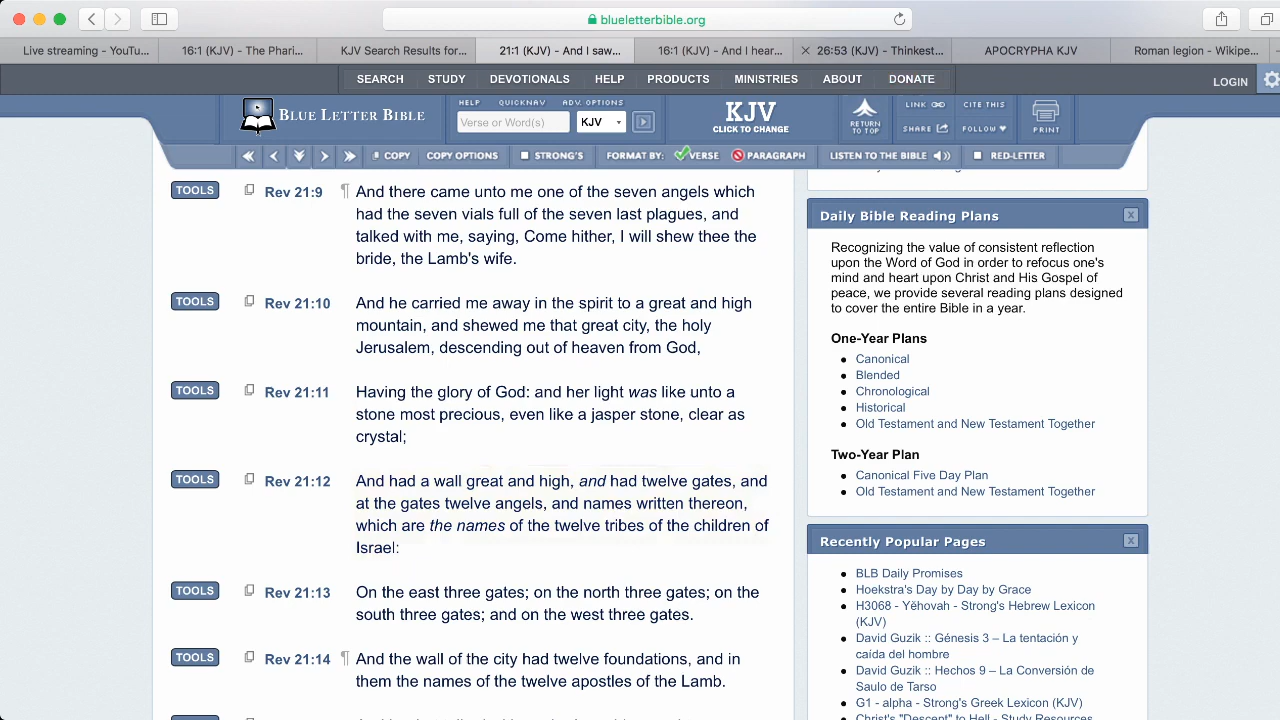 blueletterbible.org
Live streaming - YouTu...
16:1 (KJV) - The Phari...
KJV Search Results for...
21:1 (KJV) - And I saw...
16:1 (KJV) - And I hear...
26:53 (KJV) - Thinkest...
APOCRYPHA KJV
Roman legion - Wikipe...
SEARCH STUDY DEVOTIONALS HELP PRODUCTS MINISTRIES ABOUT DONATE
LOGIN
BLUE LETTER BIBLE
HELP QUICKNAV ADV. OPTIONS
Verse or Word(s)
KJV
KJV
CLICK TO CHANGE
RETURN
TO TOP
LINK
CITE THIS
SHARE
FOLLOW
PRINT
COPY COPY OPTIONS STRONG'S FORMAT BY: VERSE PARAGRAPH LISTEN TO THE BIBLE RED-LETTER
TOOLS Rev 21:9 ¶ And there came unto me one of the seven angels which
had the seven vials full of the seven last plagues, and
talked with me, saying, Come hither, I will shew thee the
bride, the Lamb's wife.
TOOLS Rev 21:10 And he carried me away in the spirit to a great and high
mountain, and shewed me that great city, the holy
Jerusalem, descending out of heaven from God,
TOOLS Rev 21:11 Having the glory of God: and her light was like unto a
stone most precious, even like a jasper stone, clear as
crystal;
TOOLS Rev 21:12 And had a wall great and high, and had twelve gates, and
at the gates twelve angels, and names written thereon,
which are the names of the twelve tribes of the children of
Israel:
TOOLS Rev 21:13 On the east three gates; on the north three gates; on the
south three gates; and on the west three gates.
TOOLS Rev 21:14 ¶ And the wall of the city had twelve foundations, and in
them the names of the twelve apostles of the Lamb.
Daily Bible Reading Plans
Recognizing the value of consistent reflection
upon the Word of God in order to refocus one's
mind and heart upon Christ and His Gospel of
peace, we provide several reading plans designed
to cover the entire Bible in a year.
One-Year Plans
Canonical
Blended
Chronological
Historical
Old Testament and New Testament Together
Two-Year Plan
Canonical Five Day Plan
Old Testament and New Testament Together
Recently Popular Pages
BLB Daily Promises
Hoekstra's Day by Day by Grace
H3068 - Yĕhovah - Strong's Hebrew Lexicon
(KJV)
David Guzik :: Génesis 3 – La tentación y
caída del hombre
David Guzik :: Hechos 9 – La Conversión de
Saulo de Tarso
G1 - alpha - Strong's Greek Lexicon (KJV)
Christ's "Descent" to Hell - Study Resources